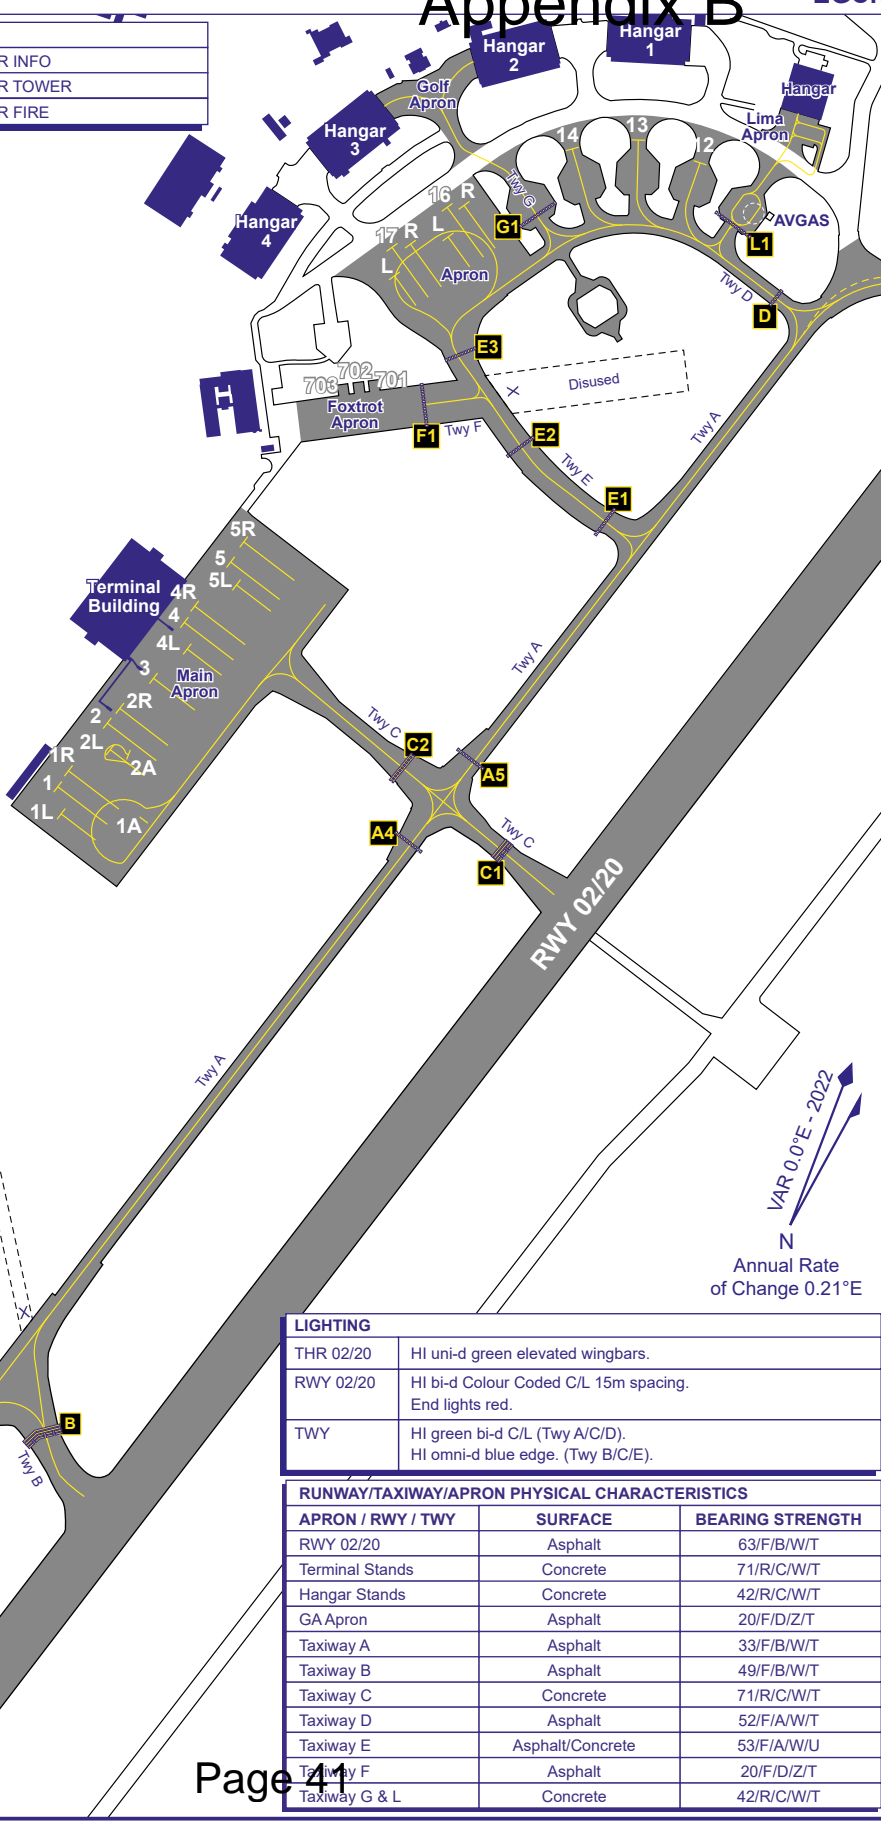 Appendix B
R INFO
R TOWER
R FIRE
Hangar
2
Hangar
1
Hangar
Golf
Apron
Lima
Apron
Hangar
3
14
13
12
Twy G
16 R
L
G1
AVGAS
L1
Hangar
4
17 R
L
Apron
Twy D
D
E3
703
702
701
Disused
X
H
Foxtrot
Apron
F1
Twy F
E2
Twy A
Twy E
E1
5R
5
5L
Terminal
Building
4R
4
4L
3
Main
Apron
Twy A
2R
2
2L
2A
1R
1
1L
1A
Twy C
C2
A5
A4
Twy C
C1
RWY 02/20
Twy A
VAR 0.0°E - 2022
N
Annual Rate
of Change 0.21°E
X
B
Twy B
LIGHTING
THR 02/20 HI uni-d green elevated wingbars.
RWY 02/20 HI bi-d Colour Coded C/L 15m spacing.
End lights red.
TWY HI green bi-d C/L (Twy A/C/D).
HI omni-d blue edge. (Twy B/C/E).
RUNWAY/TAXIWAY/APRON PHYSICAL CHARACTERISTICS
APRON / RWY / TWY SURFACE BEARING STRENGTH
RWY 02/20 Asphalt 63/F/B/W/T
Terminal Stands Concrete 71/R/C/W/T
Hangar Stands Concrete 42/R/C/W/T
GA Apron Asphalt 20/F/D/Z/T
Taxiway A Asphalt 33/F/B/W/T
Taxiway B Asphalt 49/F/B/W/T
Taxiway C Concrete 71/R/C/W/T
Taxiway D Asphalt 52/F/A/W/T
Taxiway E Asphalt/Concrete 53/F/A/W/U
Taxiway F Asphalt 20/F/D/Z/T
Taxiway G & L Concrete 42/R/C/W/T
Page 41